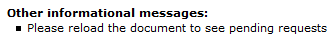 Other informational messages:
Please reload the document to see pending requests